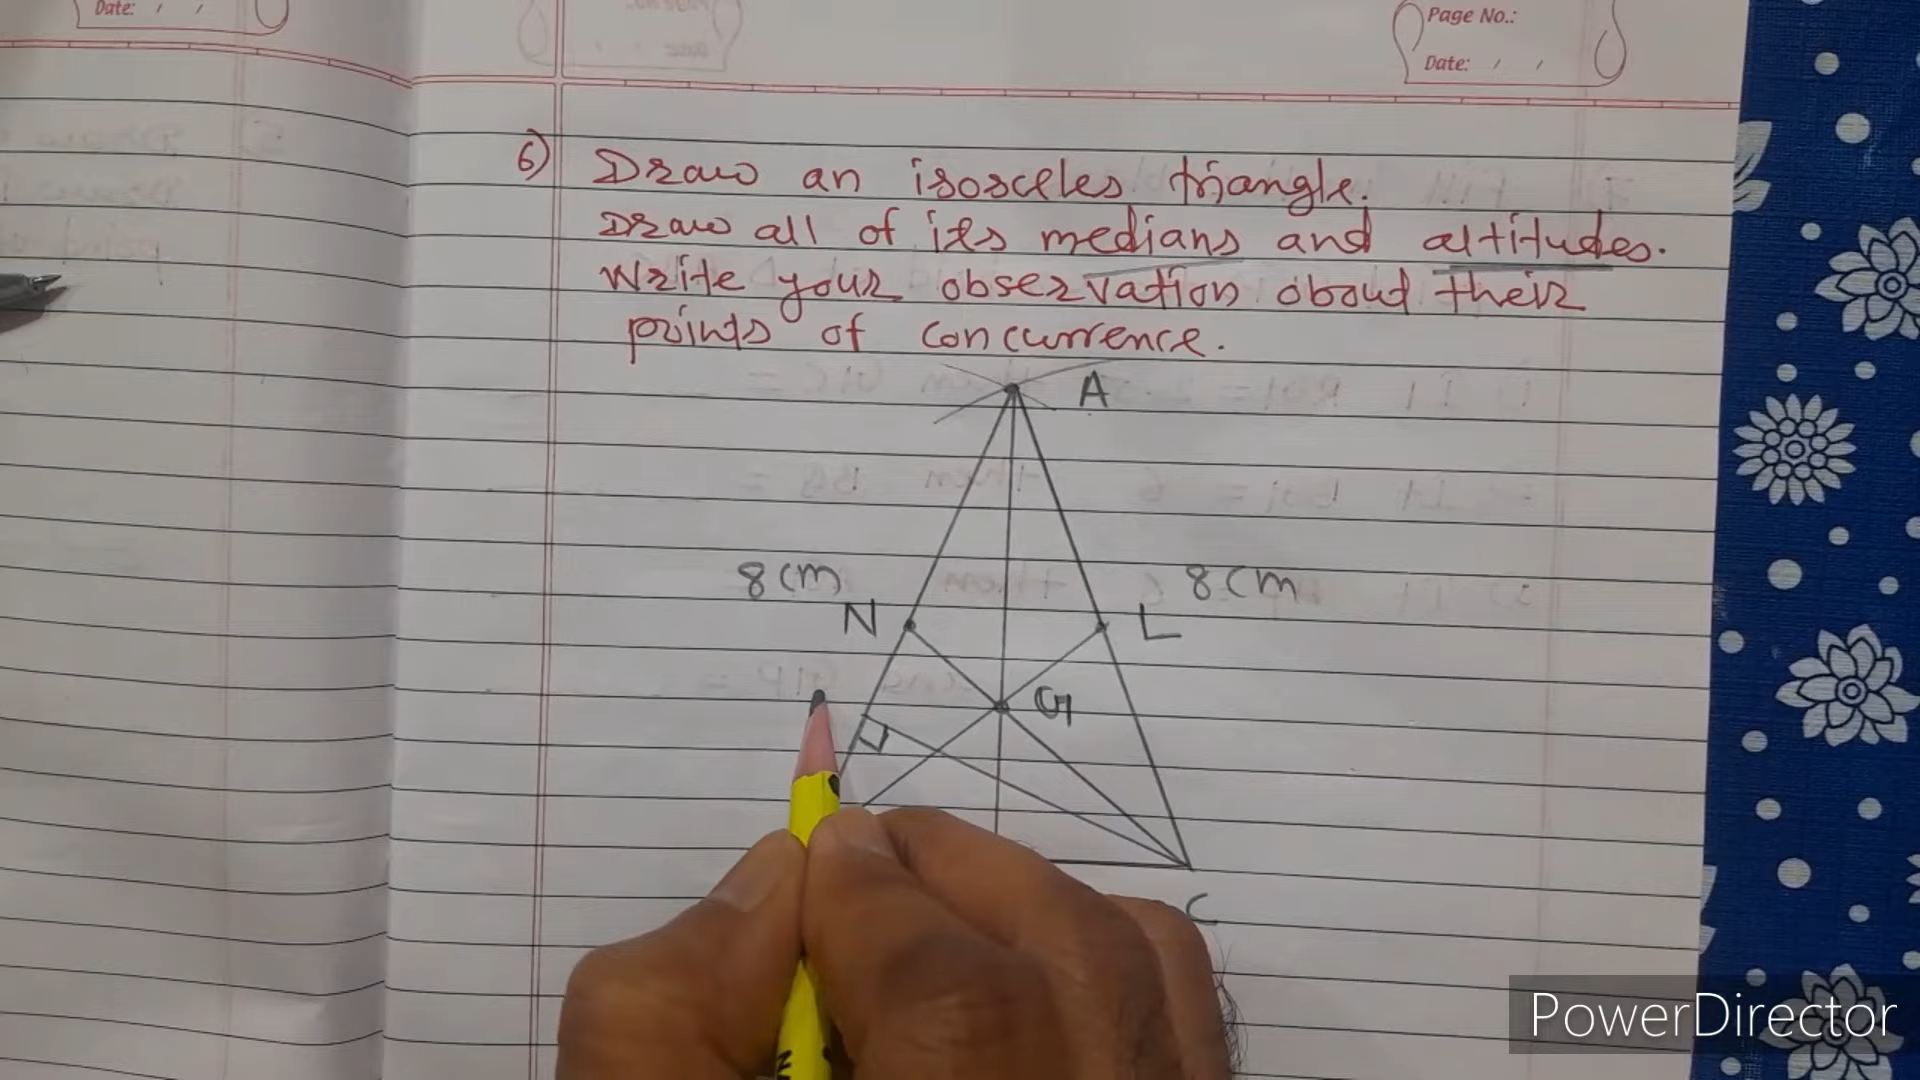 Date: / /
Page No.:
Date: / /
6) Draw an isosceles triangle.
Draw all of its medians and altitudes.
Write your observation oboud their
points of concurrence.
A
8 cm
8 cm
N
L
G
C
PowerDirector